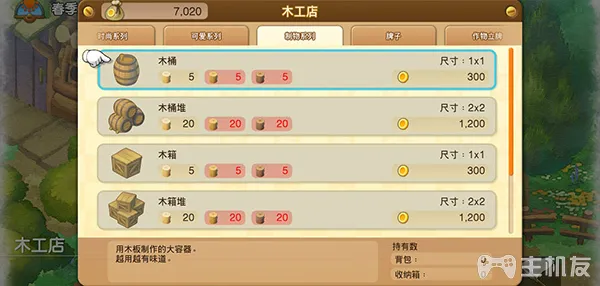 春季
7,020
木工店
时尚系列 可爱系列 制物系列 牌子 作物立牌
木桶 尺寸：1x1
5 5 5 300
木桶堆 尺寸：2x2
20 20 20 1,200
木箱 尺寸：1x1
5 5 5 300
木箱堆 尺寸：2x2
20 20 20 1,200
木工店
用木板制作的大容器。
越用越有味道。
持有数
背包：
收纳箱：
主机友